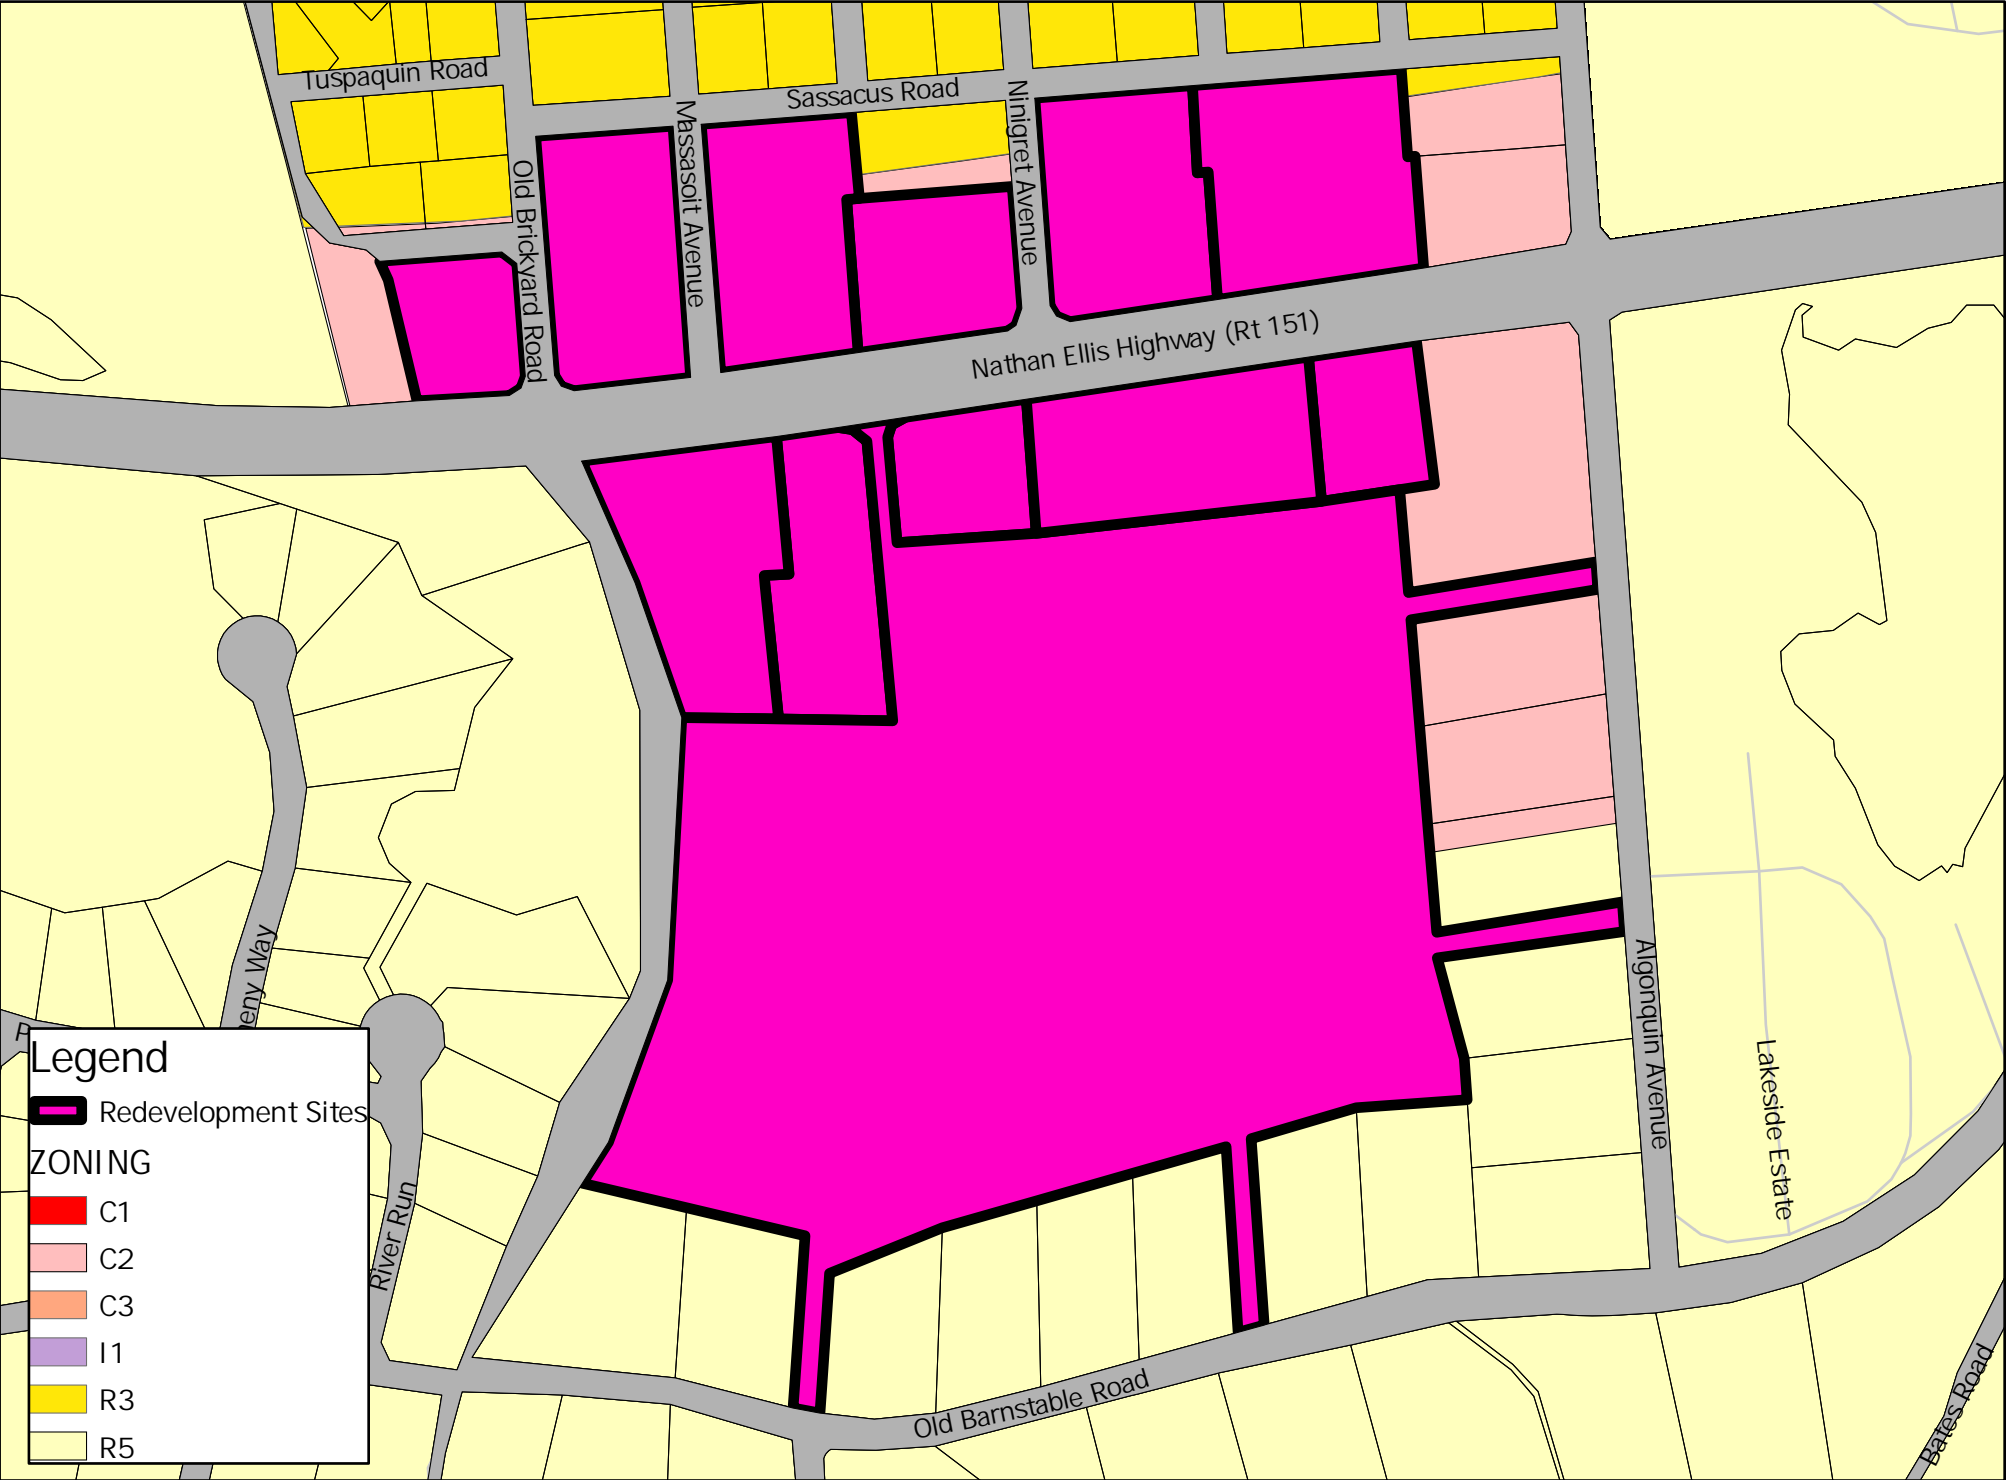 Tuspaquin Road
Sassacus Road
Massasoit Avenue
Ninigret Avenue
Old Brickyard Road
Nathan Ellis Highway (Rt 151)
Algonquin Avenue
Lakeside Estate
River Run
Way
Old Barnstable Road
Bates Road
P
Legend
Redevelopment Sites
ZONING
C1
C2
C3
I1
R3
R5